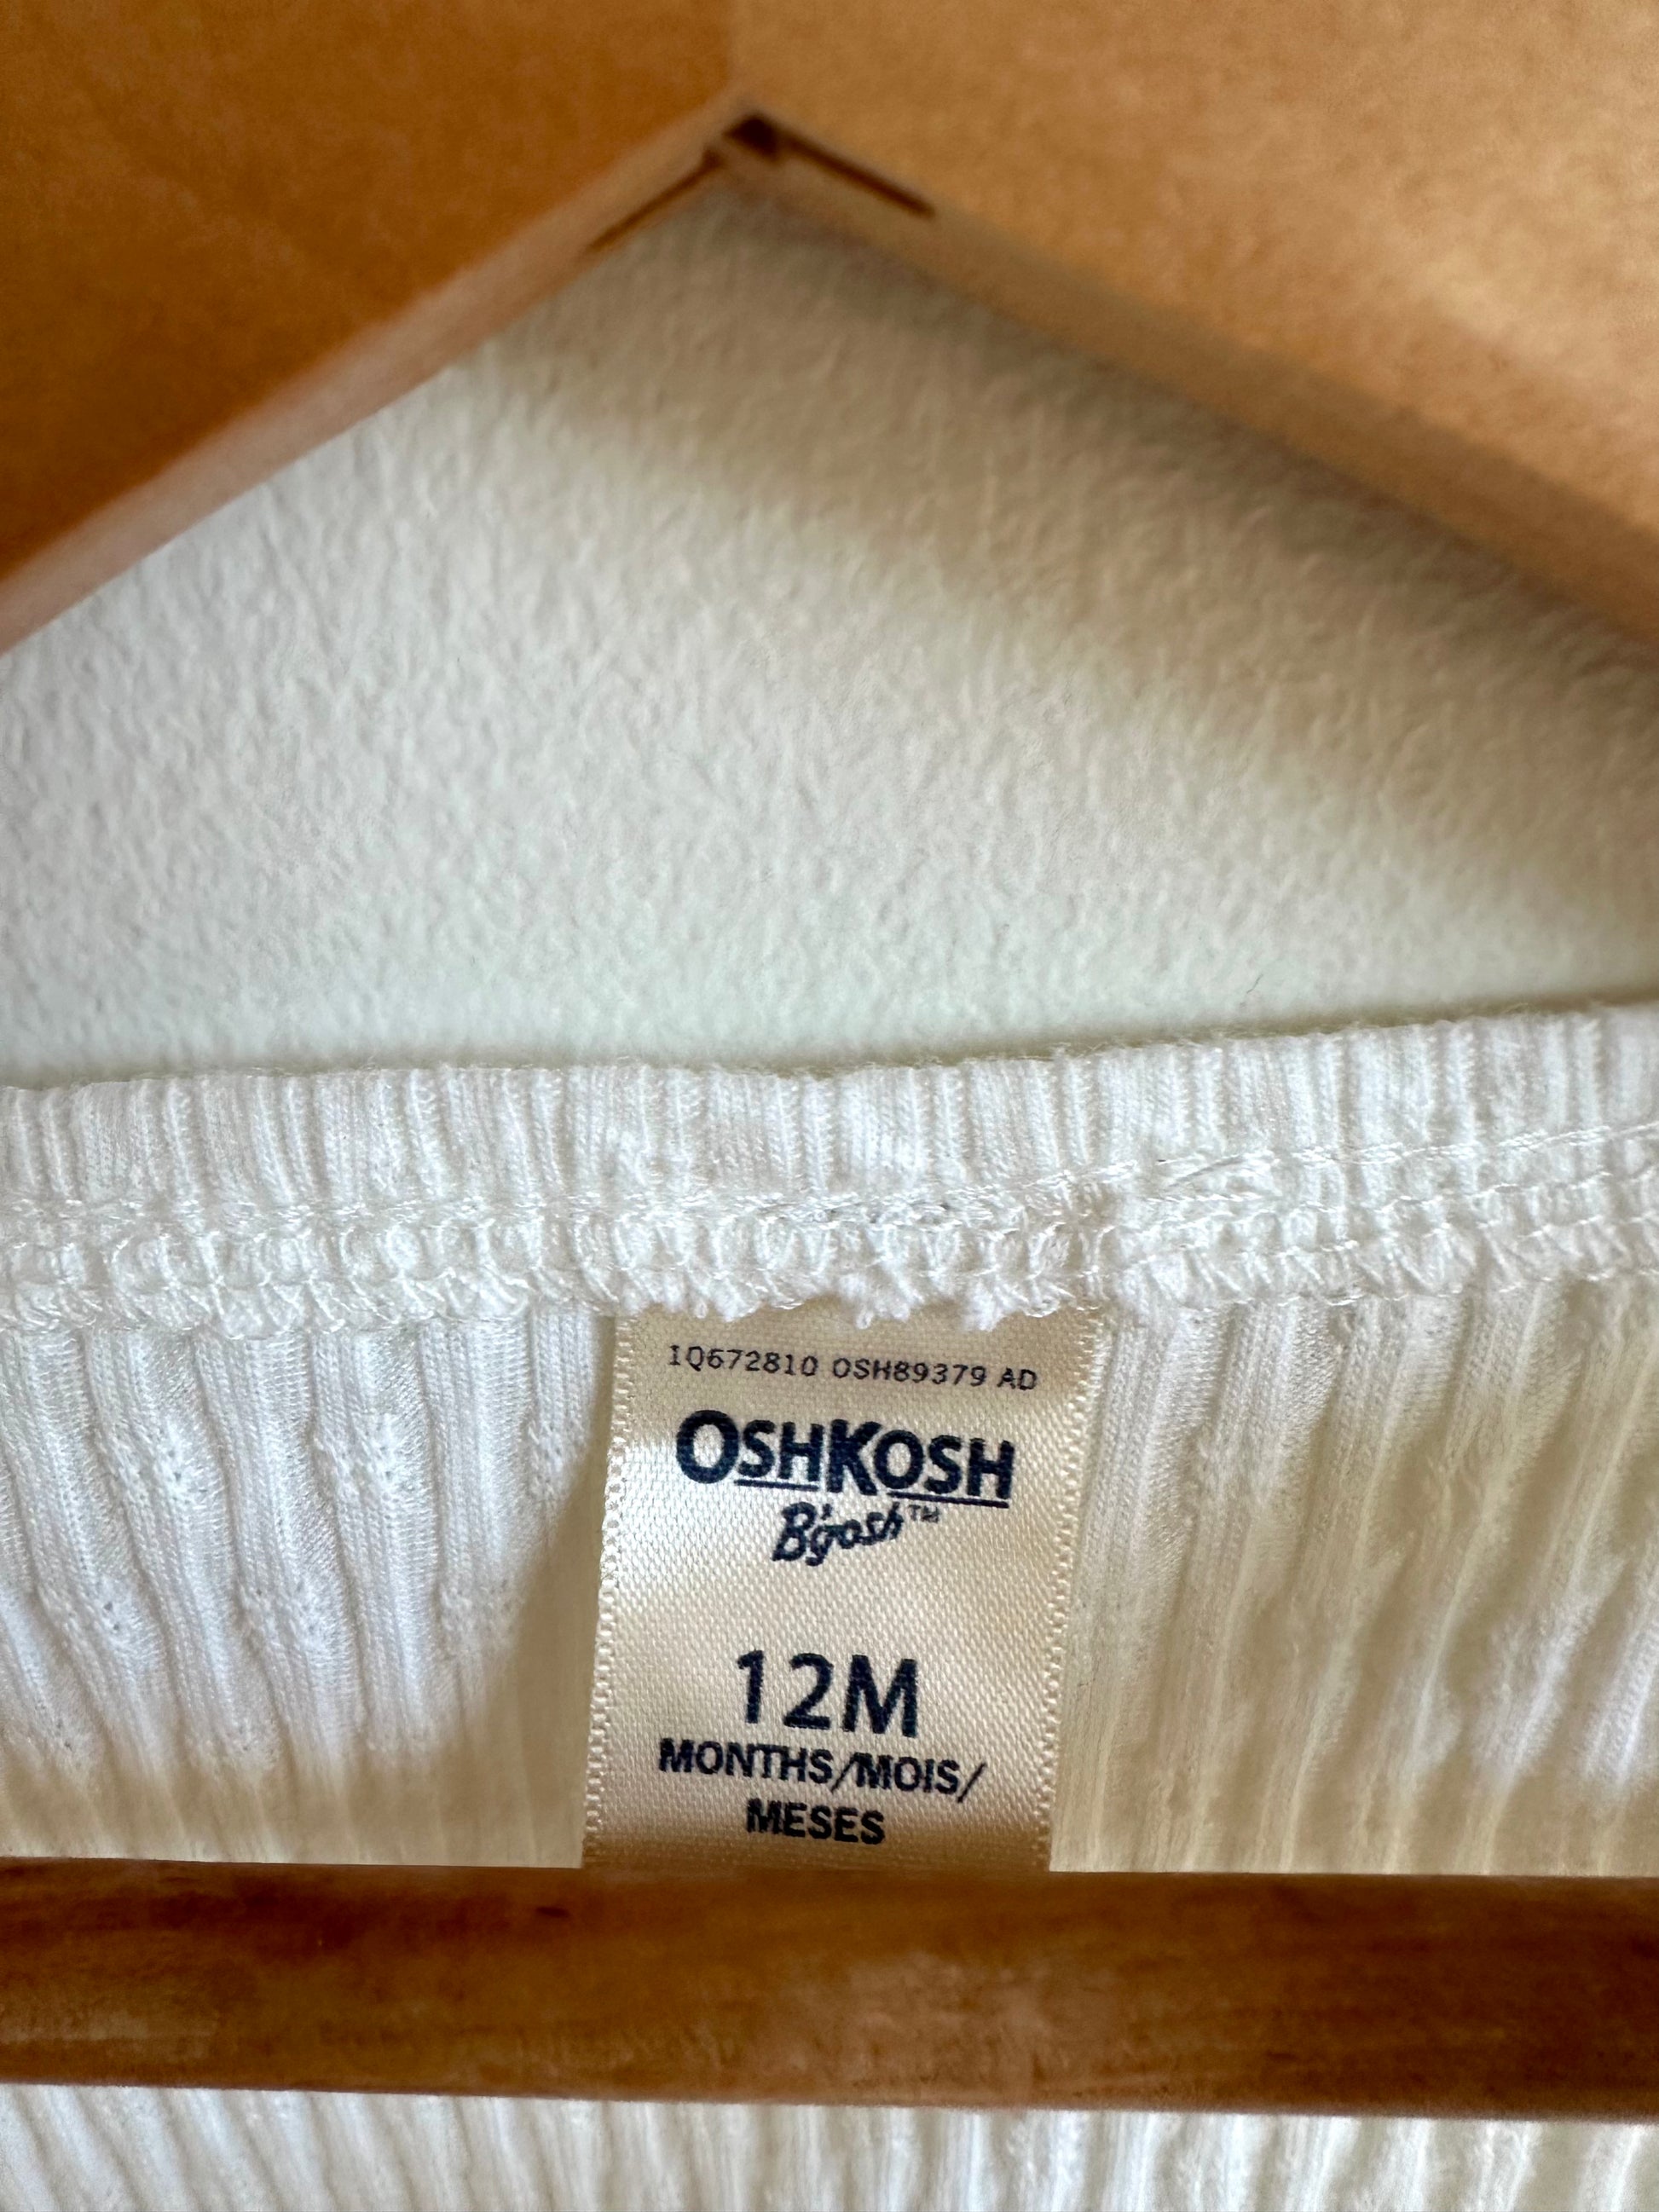 1Q672810 OSH89379 AD
OSHKOSH
B'gosh™
12M
MONTHS/MOIS/
MESES